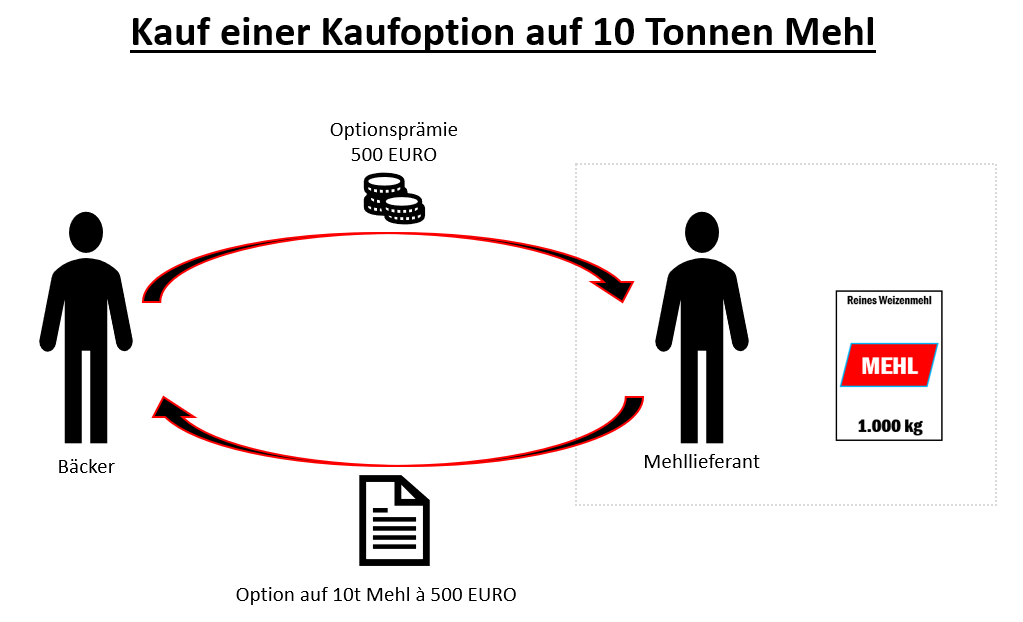 Kauf einer Kaufoption auf 10 Tonnen Mehl
Optionsprämie
500 EURO
Reines Weizenmehl
MEHL
1.000 kg
Bäcker
Mehllieferant
Option auf 10t Mehl à 500 EURO